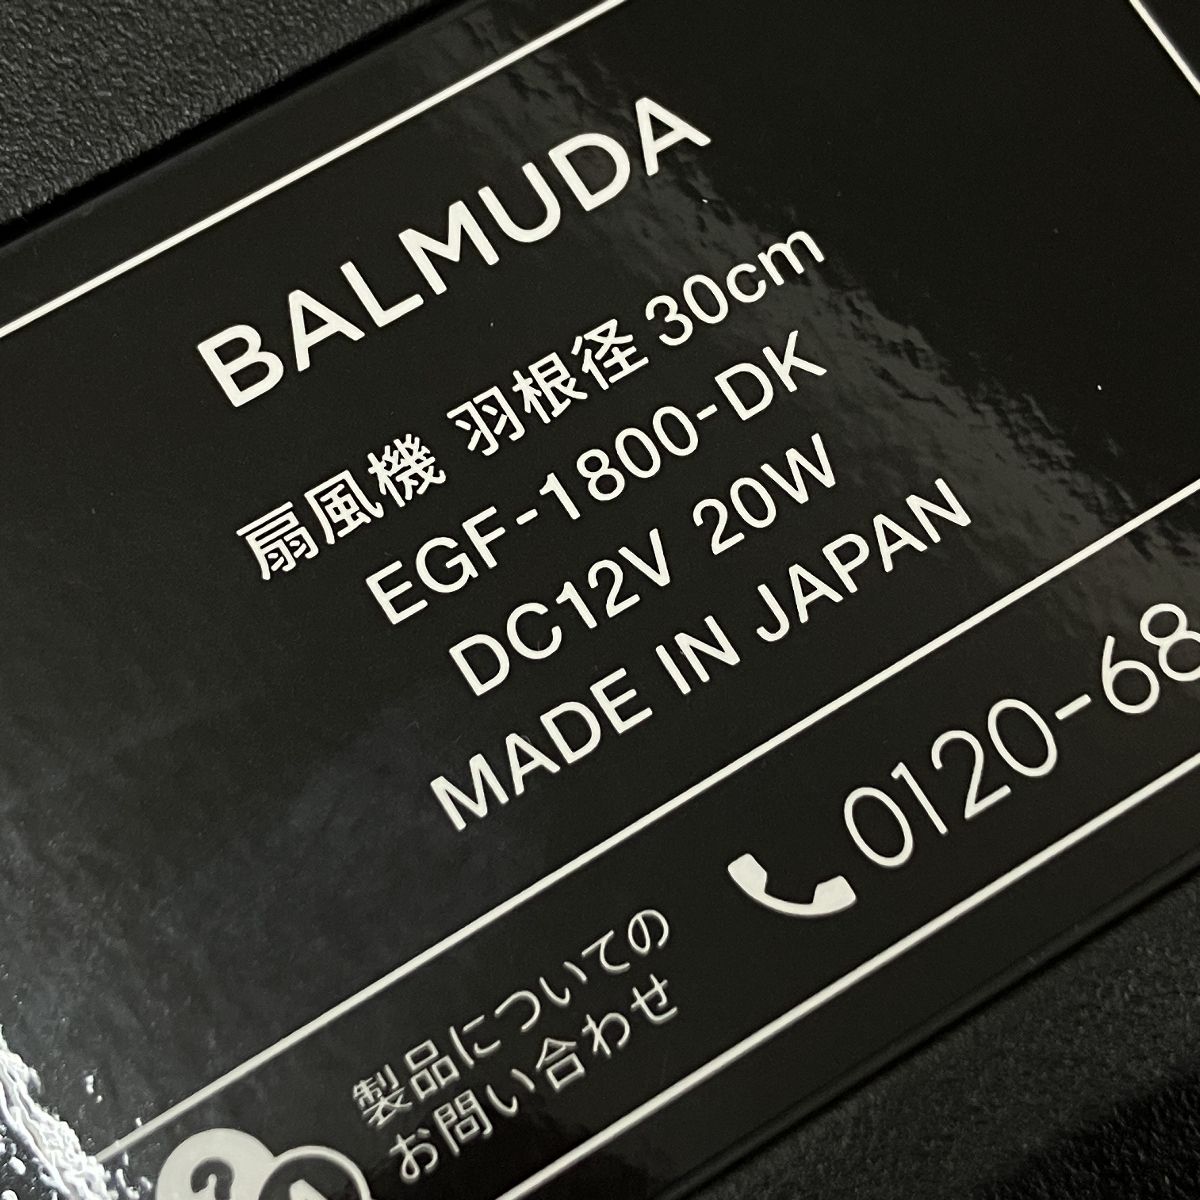 BALMUDA
扇風機 羽根径 30cm
EGF-1800-DK
DC12V 20W
MADE IN JAPAN
製品についての
お問い合わせ
0120-68